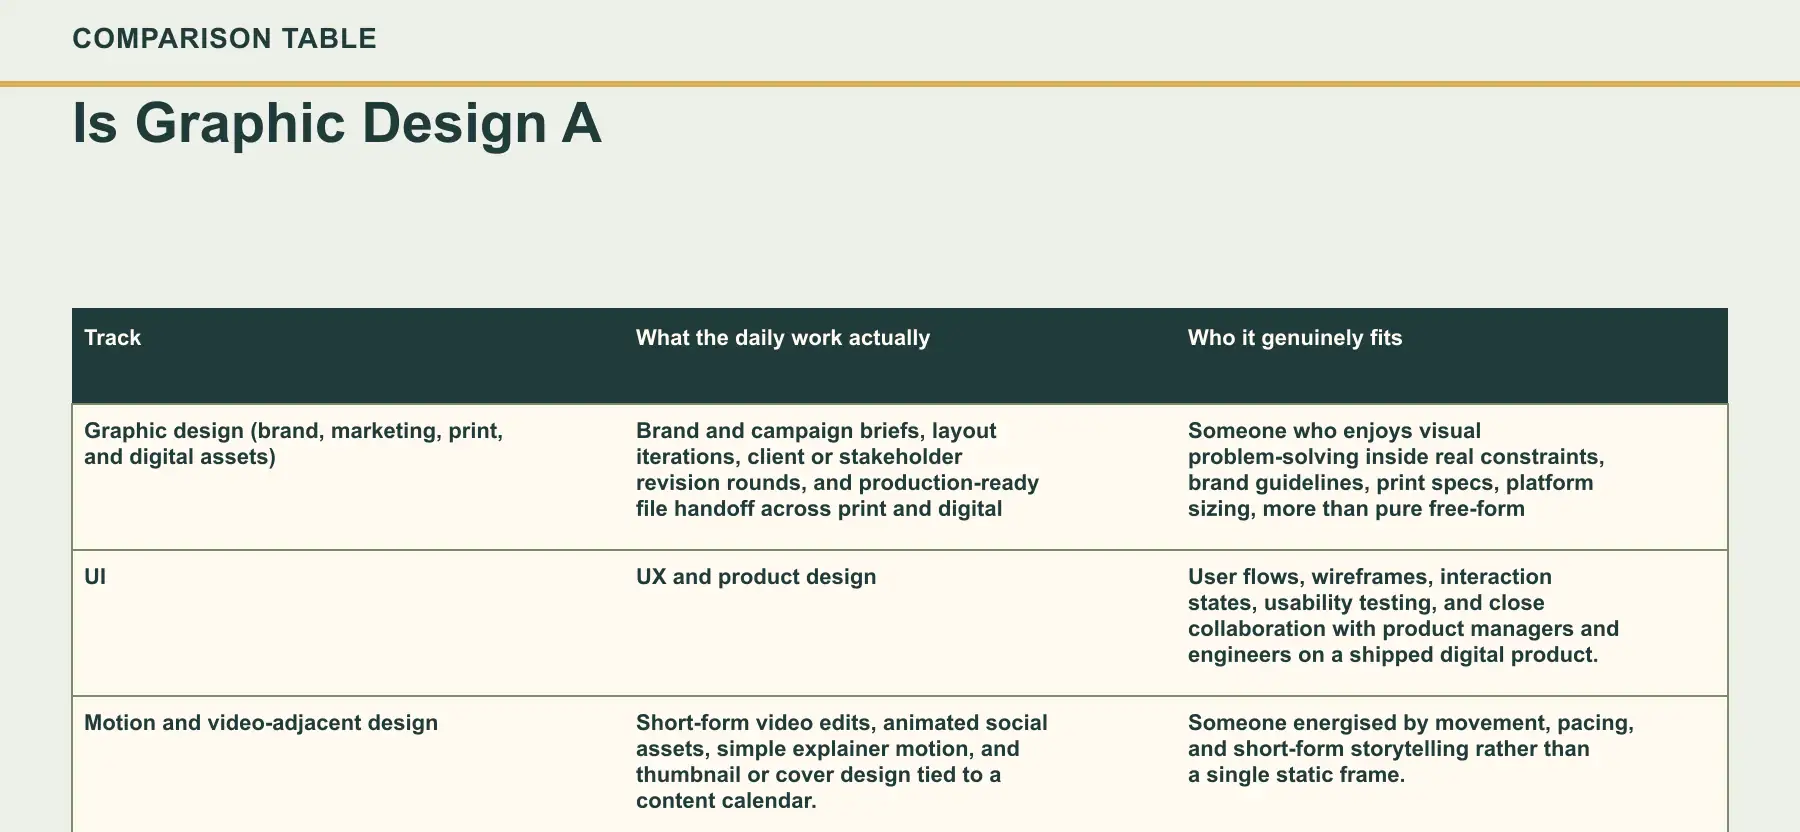 COMPARISON TABLE
Is Graphic Design A
Track
What the daily work actually
Who it genuinely fits
Graphic design (brand, marketing, print,
and digital assets)
Brand and campaign briefs, layout
iterations, client or stakeholder
revision rounds, and production-ready
file handoff across print and digital
Someone who enjoys visual
problem-solving inside real constraints,
brand guidelines, print specs, platform
sizing, more than pure free-form
UI
UX and product design
User flows, wireframes, interaction
states, usability testing, and close
collaboration with product managers and
engineers on a shipped digital product.
Motion and video-adjacent design
Short-form video edits, animated social
assets, simple explainer motion, and
thumbnail or cover design tied to a
content calendar.
Someone energised by movement, pacing,
and short-form storytelling rather than
a single static frame.